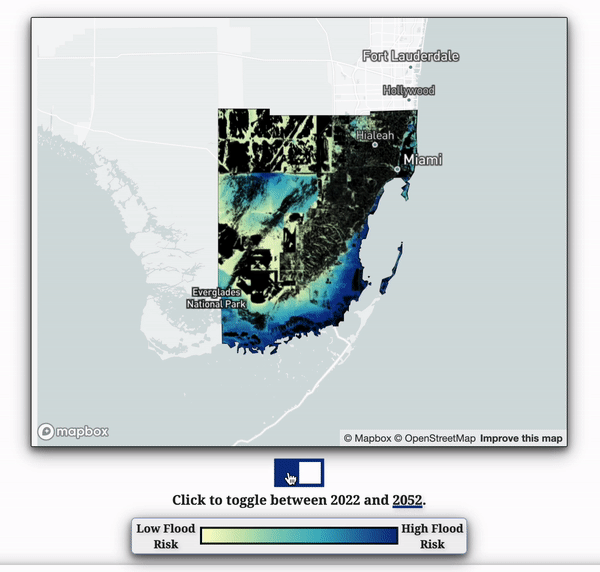 Fort Lauderdale
Hollywood
Hialeah
Miami
Everglades
National Park
mapbox
© Mapbox © OpenStreetMap Improve this map
Click to toggle between 2022 and 2052.
Low Flood
Risk
High Flood
Risk